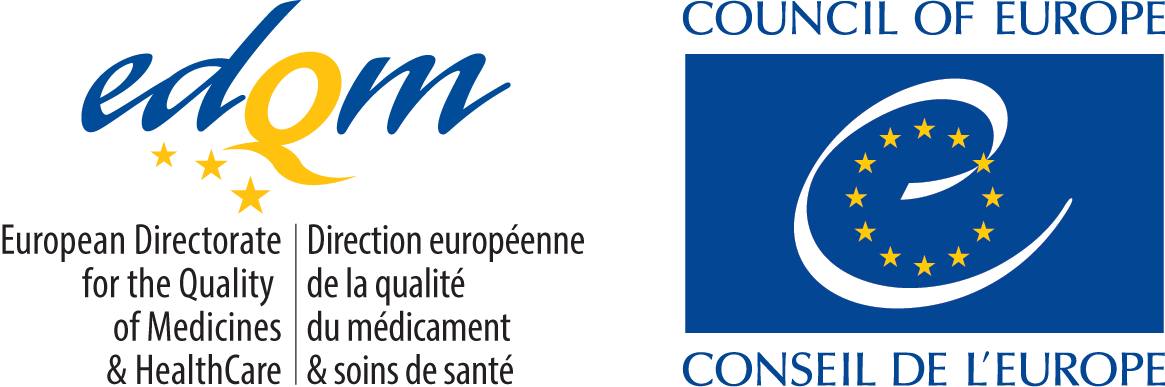 edQm
European Directorate
for the Quality
of Medicines
& HealthCare
Direction européenne
de la qualité
du médicament
& soins de santé
COUNCIL OF EUROPE
CONSEIL DE L'EUROPE